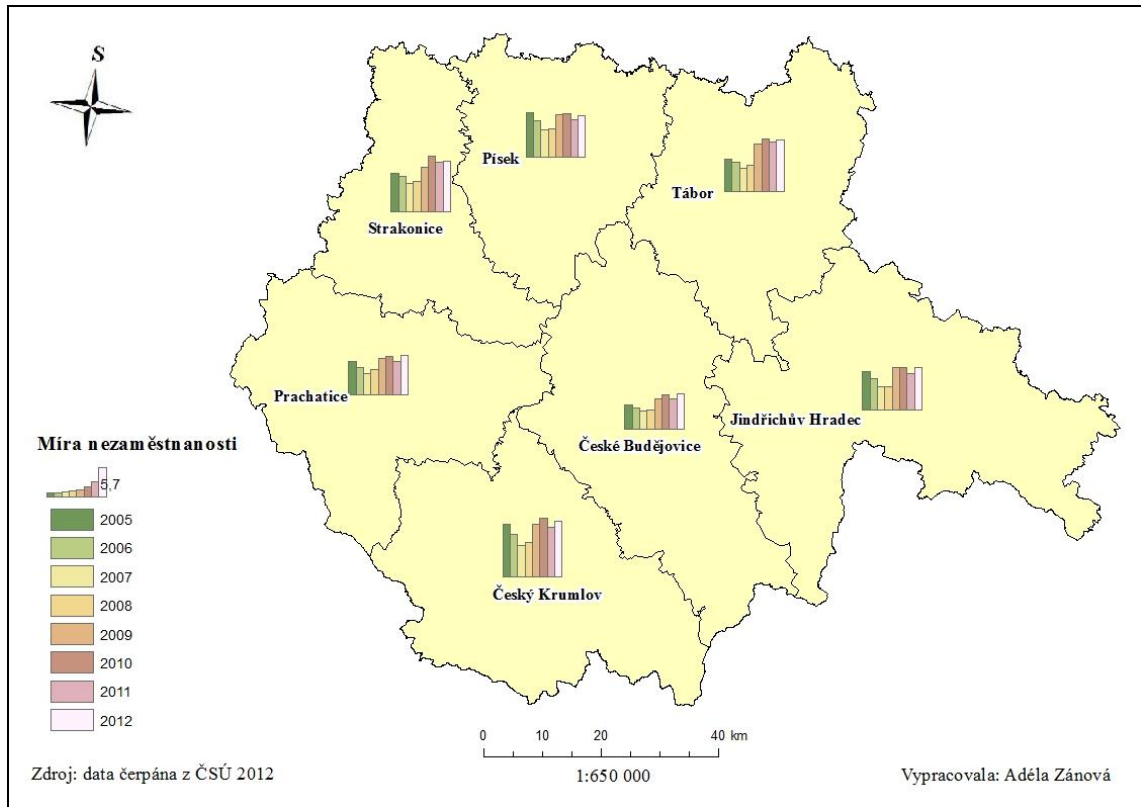 S
Písek
Tábor
Strakonice
Prachatice
Jindřichův Hradec
České Budějovice
Český Krumlov
Míra nezaměstnanosti
5,7
2005
2006
2007
2008
2009
2010
2011
2012
0 10 20 40 km
1:650 000
Zdroj: data čerpána z ČSÚ 2012
Vypracovala: Adéla Zánová